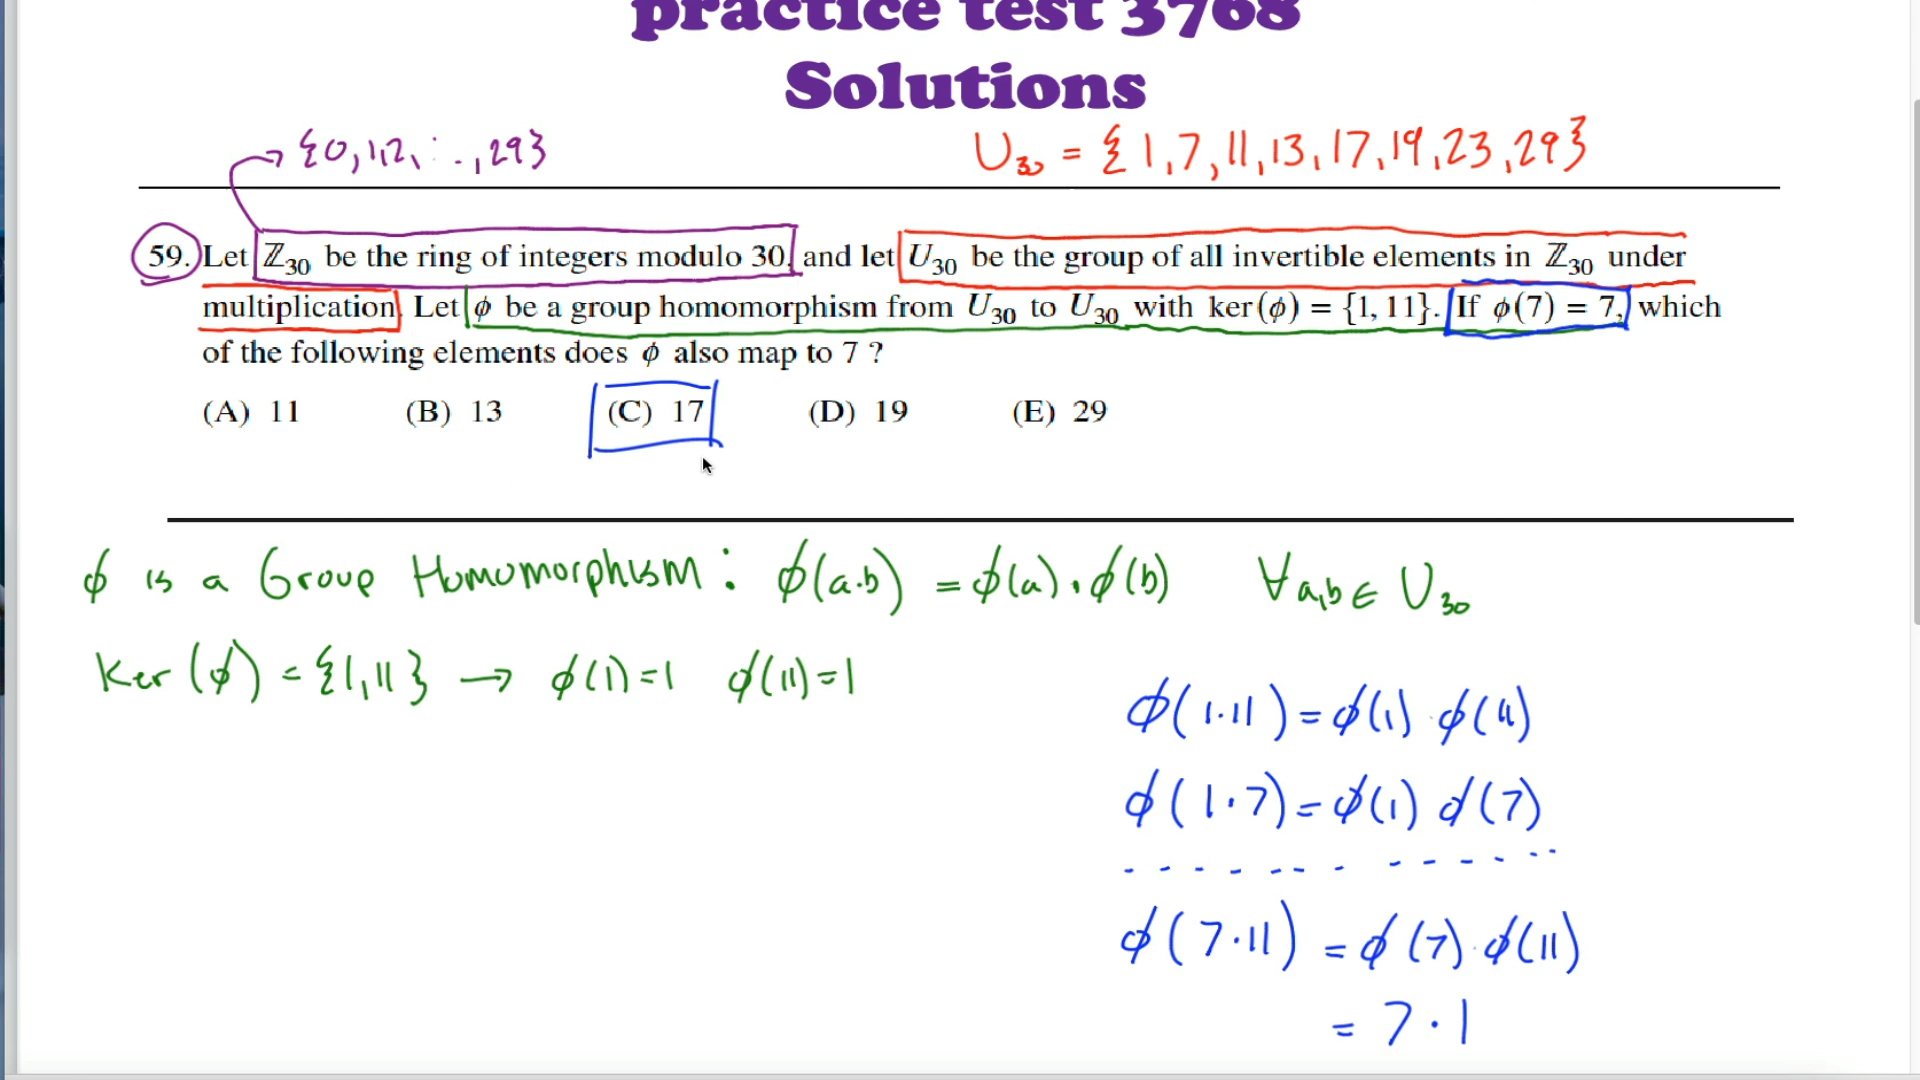 practice test 3768
Solutions
{0,1,2, . . ,29}
U₃₀ = {1,7,11,13,17,19,23,29}
59. Let ℤ₃₀ be the ring of integers modulo 30, and let U₃₀ be the group of all invertible elements in ℤ₃₀ under
multiplication. Let ϕ be a group homomorphism from U₃₀ to U₃₀ with ker(ϕ) = {1, 11}. If ϕ(7) = 7, which
of the following elements does ϕ also map to 7 ?
(A) 11 (B) 13 (C) 17 (D) 19 (E) 29
ϕ is a Group Homomorphism: ϕ(a·b) = ϕ(a)·ϕ(b) ∀a,b∈ U₃₀
Ker(ϕ) = {1,11} → ϕ(1)=1 ϕ(11)=1
ϕ(1·11) = ϕ(1)·ϕ(11)
ϕ(1·7) = ϕ(1) ϕ(7)
ϕ(7·11) = ϕ(7)·ϕ(11)
= 7·1